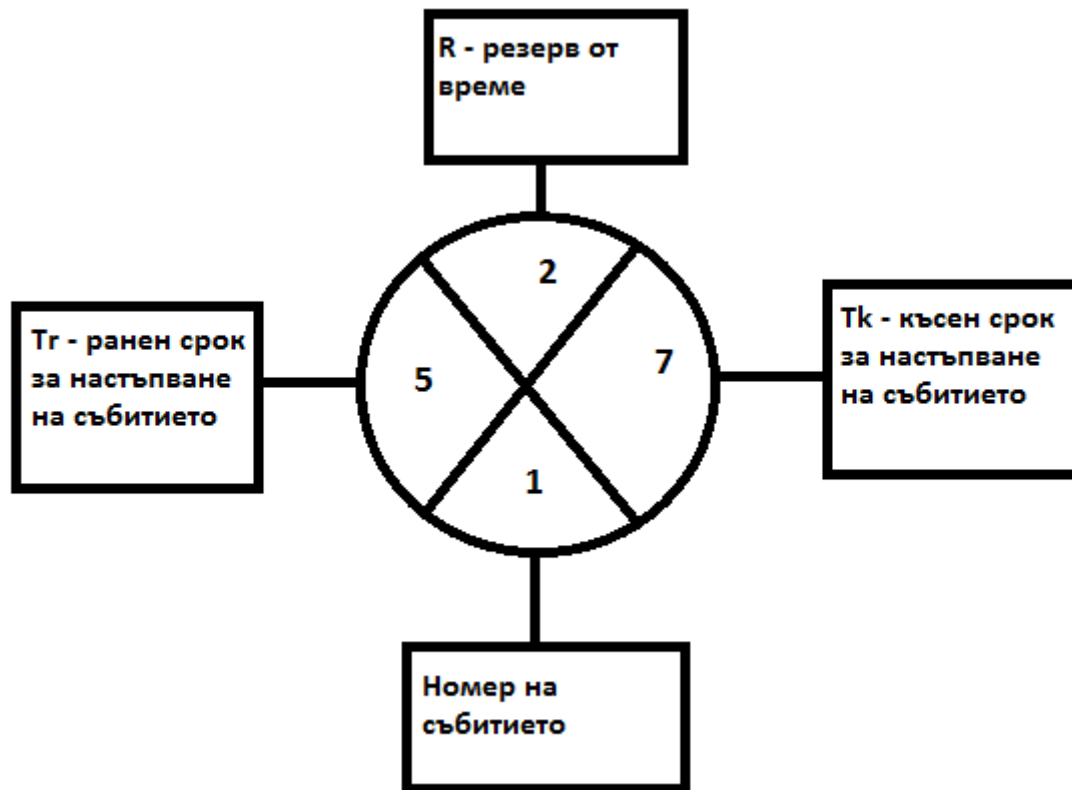 R - резерв от
време
2
Tr - ранен срок
за настъпване
на събитието
5
7
Tk - късен срок
за настъпване
на събитието
1
Номер на
събитието